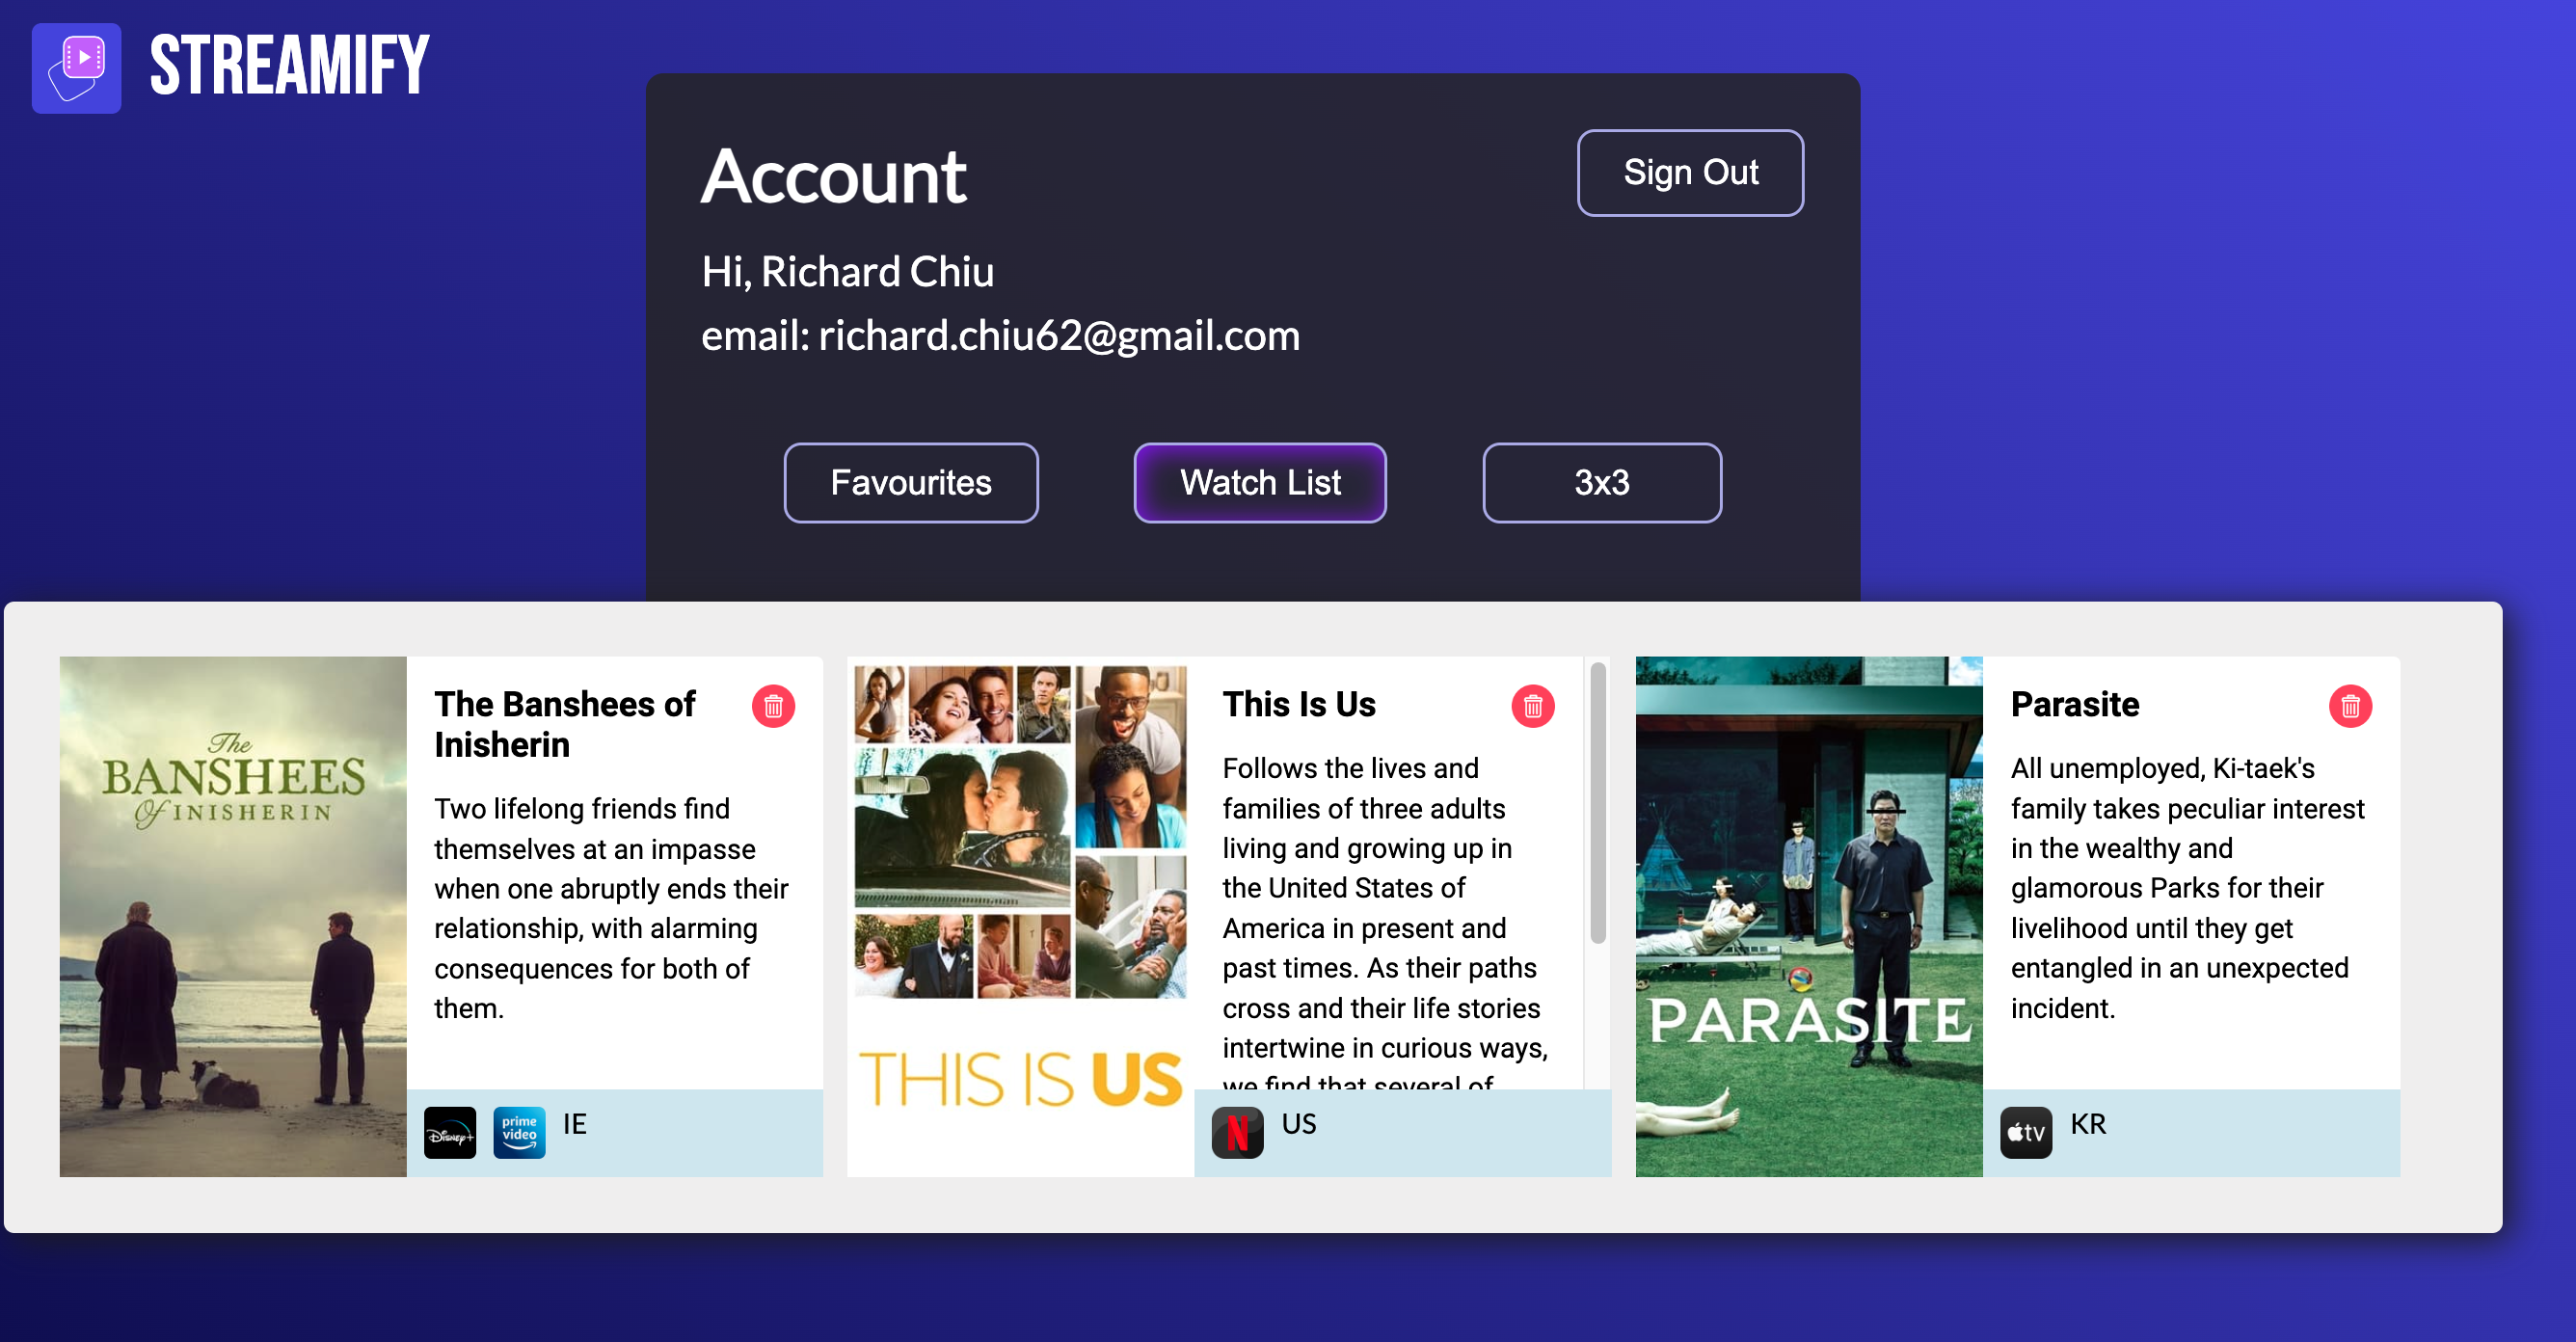 STREAMIFY
Account
Sign Out
Hi, Richard Chiu
email: richard.chiu62@gmail.com
Favourites
Watch List
3x3
The
BANSHEES
Of INISHERIN
The Banshees of
Inisherin
Two lifelong friends find
themselves at an impasse
when one abruptly ends their
relationship, with alarming
consequences for both of
them.
Disney+
prime
video
IE
THIS IS US
This Is Us
Follows the lives and
families of three adults
living and growing up in
the United States of
America in present and
past times. As their paths
cross and their life stories
intertwine in curious ways,
we find that several of
N
US
PARASITE
Parasite
All unemployed, Ki-taek's
family takes peculiar interest
in the wealthy and
glamorous Parks for their
livelihood until they get
entangled in an unexpected
incident.
tv
KR